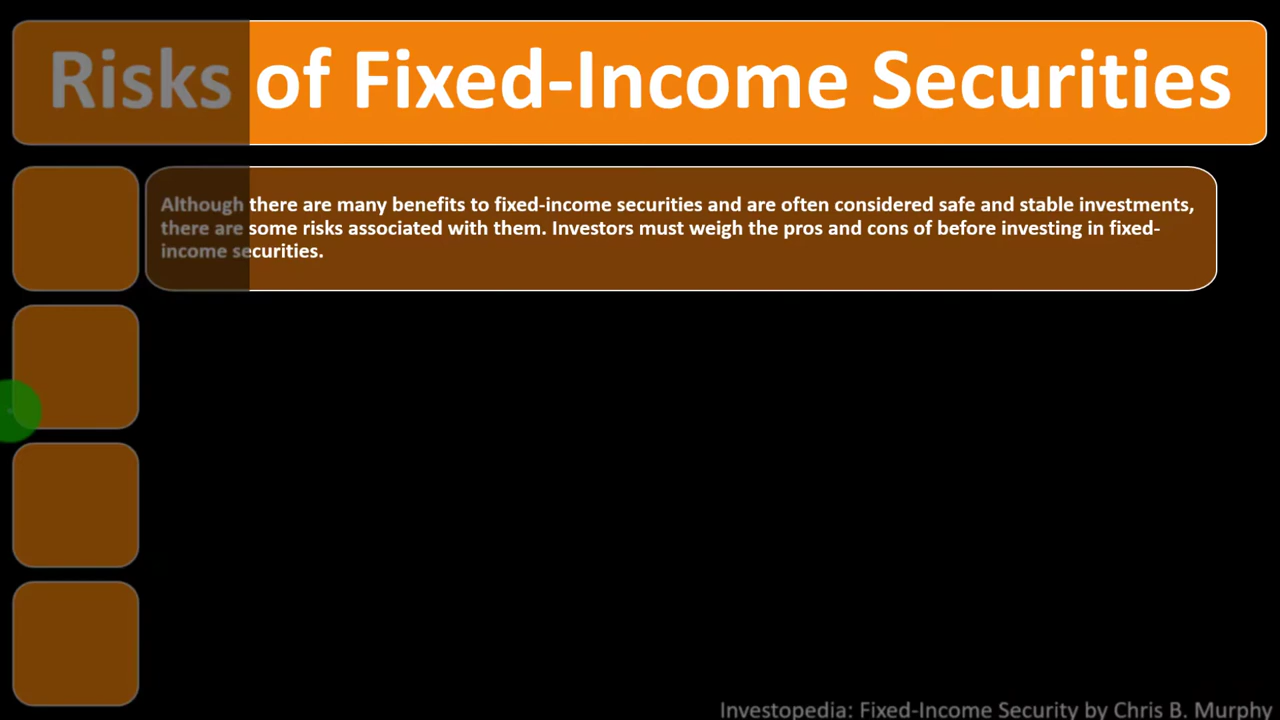 Risks of Fixed-Income Securities
Although there are many benefits to fixed-income securities and are often considered safe and stable investments,
there are some risks associated with them. Investors must weigh the pros and cons of before investing in fixed-
income securities.
Investopedia: Fixed-Income Security by Chris B. Murphy